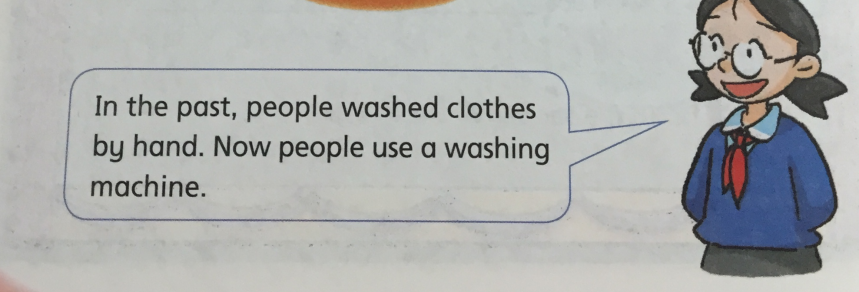 In the past, people washed clothes
by hand. Now people use a washing
machine.